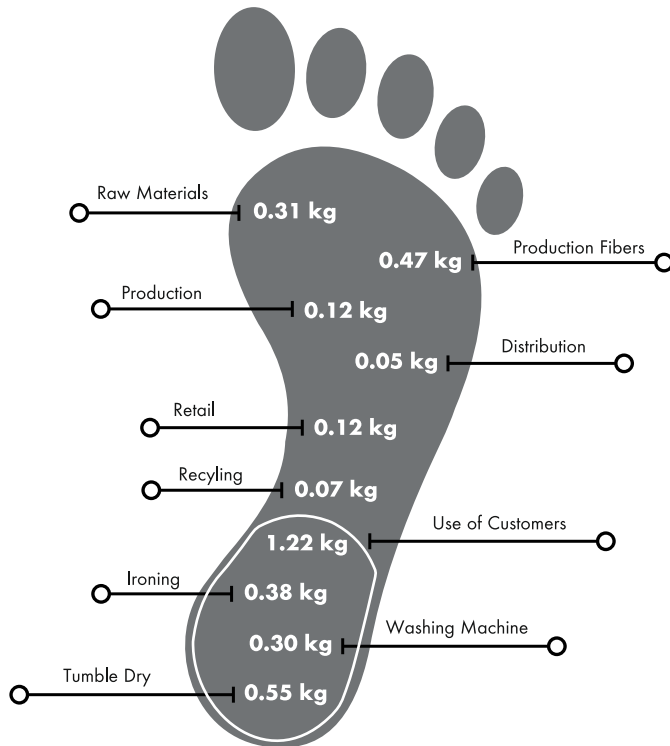 Raw Materials
0.31 kg
0.47 kg
Production Fibers
Production
0.12 kg
0.05 kg
Distribution
Retail
0.12 kg
Recyling
0.07 kg
1.22 kg
Use of Customers
Ironing
0.38 kg
0.30 kg
Washing Machine
Tumble Dry
0.55 kg